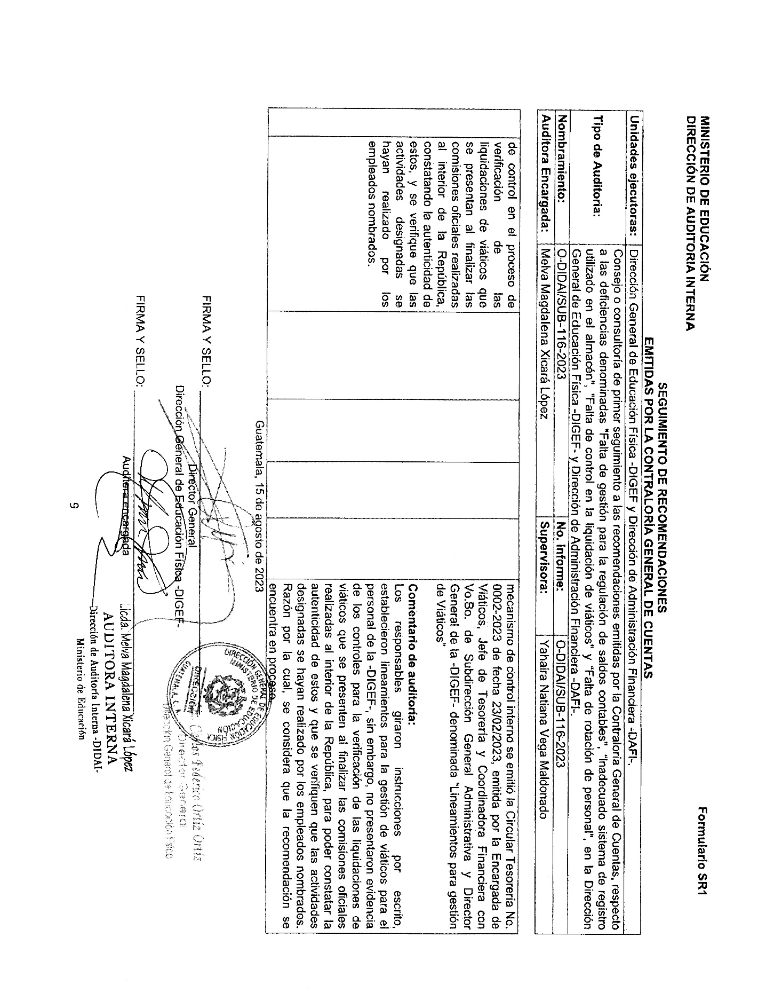 MINISTERIO DE EDUCACIÓN
DIRECCIÓN DE AUDITORIA INTERNA
Formulario SR1
SEGUIMIENTO DE RECOMENDACIONES
EMITIDAS POR LA CONTRALORÍA GENERAL DE CUENTAS
Unidades ejecutoras: Dirección General de Educación Física -DIGEF y Dirección de Administración Financiera -DAFI-.
Tipo de Auditoria:
Consejo o consultoría de primer seguimiento a las recomendaciones emitidas por la Contraloría General de Cuentas, respecto
a las deficiencias denominadas "Falta de gestión para la regulación de saldos contables", "Inadecuado sistema de registro
utilizado en el almacén", "Falta de control en la liquidación de viáticos" y "Falta de rotación de personal", en la Dirección
General de Educación Física -DIGEF- y Dirección de Administración Financiera -DAFI-.
Nombramiento: O-DIDAI/SUB-116-2023 No. Informe: O-DIDAI/SUB-116-2023
Auditora Encargada: Melva Magdalena Xicará López Supervisora: Yahaira Natiana Vega Maldonado
de control en el proceso de
verificación de las
liquidaciones de viáticos que
se presentan al finalizar las
comisiones oficiales realizadas
al interior de la República,
constatando la autenticidad de
estos, y se verifique que las
actividades designadas se
hayan realizado por los
empleados nombrados.
mecanismo de control interno se emitió la Circular Tesorería No.
0002-2023 de fecha 23/02/2023, emitida por la Encargada de
Viáticos, Jefe de Tesorería y Coordinadora Financiera con
Vo.Bo. de Subdirección General Administrativa y Director
General de la -DIGEF- denominada "Lineamientos para gestión
de Viáticos"
Comentario de auditoría:
Los responsables giraron instrucciones por escrito,
establecieron lineamientos para la gestión de viáticos para el
personal de la -DIGEF-, sin embargo, no presentaron evidencia
de los controles para la verificación de las liquidaciones de
viáticos que se presenten al finalizar las comisiones oficiales
realizadas al interior de la República, para poder constatar la
autenticidad de estos y que se verifiquen que las actividades
designadas se hayan realizado por los empleados nombrados.
Razón por la cual, se considera que la recomendación se
encuentra en proceso.
Guatemala, 15 de agosto de 2023
FIRMA Y SELLO:
Director General
Dirección General de Educación Física -DIGEF-
DIRECCIÓN GENERAL DE EDUCACIÓN FÍSICA
MINISTERIO DE EDUCACIÓN
DIRECCIÓN
GUATEMALA, C. A.
Carlos Federico Ortiz Ortiz
Director General
Dirección General de Educación Física
FIRMA Y SELLO:
Auditora encargada
Licda. Melva Magdalena Xicará López
AUDITORA INTERNA
Dirección de Auditoría Interna -DIDAI-
Ministerio de Educación
9